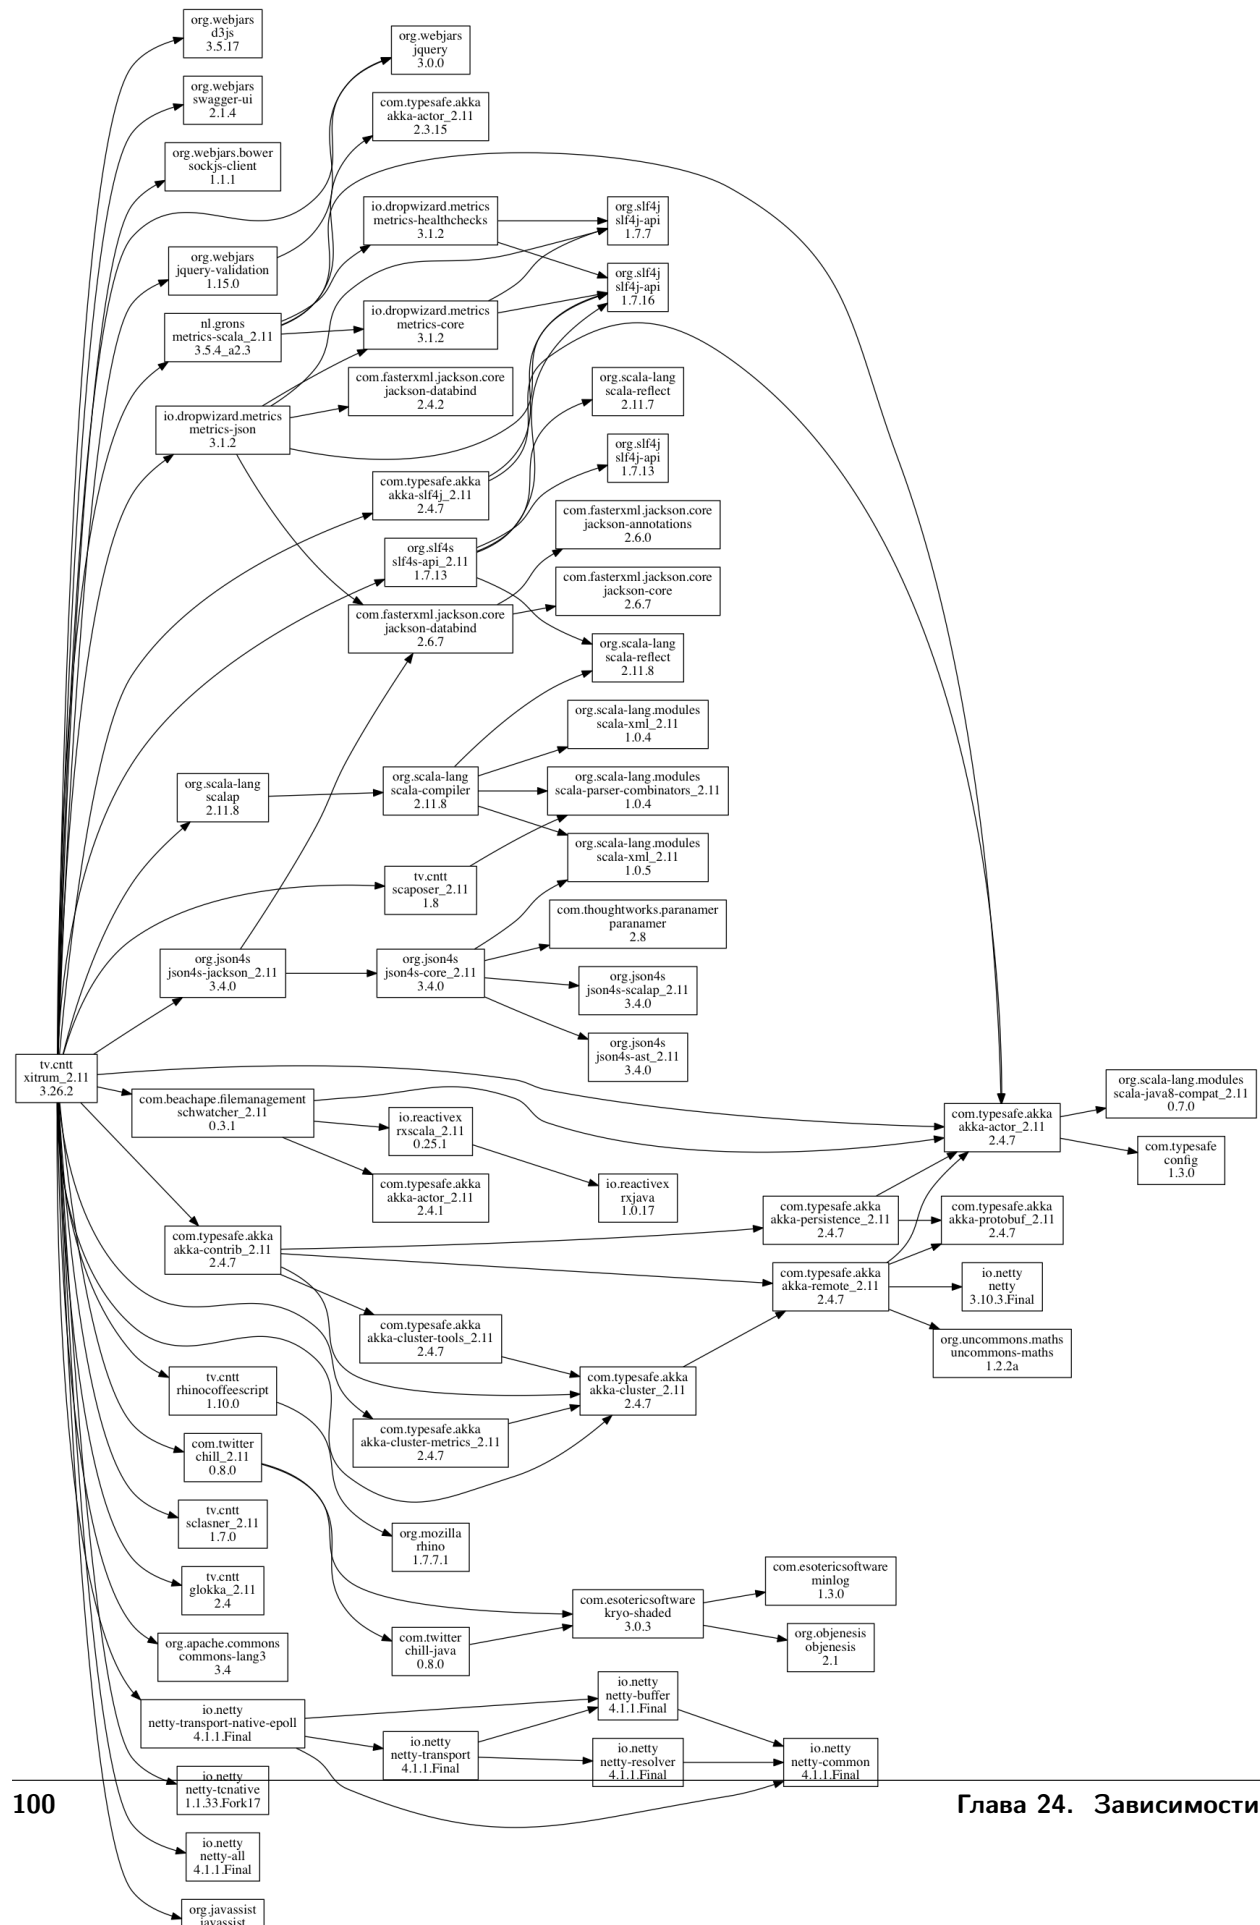 org.webjars
d3js
3.5.17
org.webjars
jquery
3.0.0
org.webjars
swagger-ui
2.1.4
com.typesafe.akka
akka-actor_2.11
2.3.15
org.webjars.bower
sockjs-client
1.1.1
io.dropwizard.metrics
metrics-healthchecks
3.1.2
org.slf4j
slf4j-api
1.7.7
org.webjars
jquery-validation
1.15.0
org.slf4j
slf4j-api
1.7.16
nl.grons
metrics-scala_2.11
3.5.4_a2.3
io.dropwizard.metrics
metrics-core
3.1.2
com.fasterxml.jackson.core
jackson-databind
2.4.2
org.scala-lang
scala-reflect
2.11.7
io.dropwizard.metrics
metrics-json
3.1.2
org.slf4j
slf4j-api
1.7.13
com.typesafe.akka
akka-slf4j_2.11
2.4.7
com.fasterxml.jackson.core
jackson-annotations
2.6.0
org.slf4s
slf4s-api_2.11
1.7.13
com.fasterxml.jackson.core
jackson-core
2.6.7
com.fasterxml.jackson.core
jackson-databind
2.6.7
org.scala-lang
scala-reflect
2.11.8
org.scala-lang.modules
scala-xml_2.11
1.0.4
org.scala-lang
scalap
2.11.8
org.scala-lang
scala-compiler
2.11.8
org.scala-lang.modules
scala-parser-combinators_2.11
1.0.4
org.scala-lang.modules
scala-xml_2.11
1.0.5
tv.cntt
scaposer_2.11
1.8
com.thoughtworks.paranamer
paranamer
2.8
org.json4s
json4s-jackson_2.11
3.4.0
org.json4s
json4s-core_2.11
3.4.0
org.json4s
json4s-scalap_2.11
3.4.0
org.json4s
json4s-ast_2.11
3.4.0
tv.cntt
xitrum_2.11
3.26.2
org.scala-lang.modules
scala-java8-compat_2.11
0.7.0
com.beachape.filemanagement
schwatcher_2.11
0.3.1
io.reactivex
rxscala_2.11
0.25.1
com.typesafe.akka
akka-actor_2.11
2.4.7
com.typesafe
config
1.3.0
com.typesafe.akka
akka-actor_2.11
2.4.1
io.reactivex
rxjava
1.0.17
com.typesafe.akka
akka-persistence_2.11
2.4.7
com.typesafe.akka
akka-protobuf_2.11
2.4.7
com.typesafe.akka
akka-contrib_2.11
2.4.7
com.typesafe.akka
akka-remote_2.11
2.4.7
io.netty
netty
3.10.3.Final
com.typesafe.akka
akka-cluster-tools_2.11
2.4.7
org.uncommons.maths
uncommons-maths
1.2.2a
tv.cntt
rhinocoffeescript
1.10.0
com.typesafe.akka
akka-cluster_2.11
2.4.7
com.typesafe.akka
akka-cluster-metrics_2.11
2.4.7
com.twitter
chill_2.11
0.8.0
tv.cntt
sclasner_2.11
1.7.0
org.mozilla
rhino
1.7.7.1
tv.cntt
glokka_2.11
2.4
com.esotericsoftware
minlog
1.3.0
com.esotericsoftware
kryo-shaded
3.0.3
org.apache.commons
commons-lang3
3.4
com.twitter
chill-java
0.8.0
org.objenesis
objenesis
2.1
io.netty
netty-buffer
4.1.1.Final
io.netty
netty-transport-native-epoll
4.1.1.Final
io.netty
netty-transport
4.1.1.Final
io.netty
netty-resolver
4.1.1.Final
io.netty
netty-common
4.1.1.Final
io.netty
netty-tcnative
1.1.33.Fork17
100
Глава 24. Зависимости
io.netty
netty-all
4.1.1.Final
org.javassist
javassist